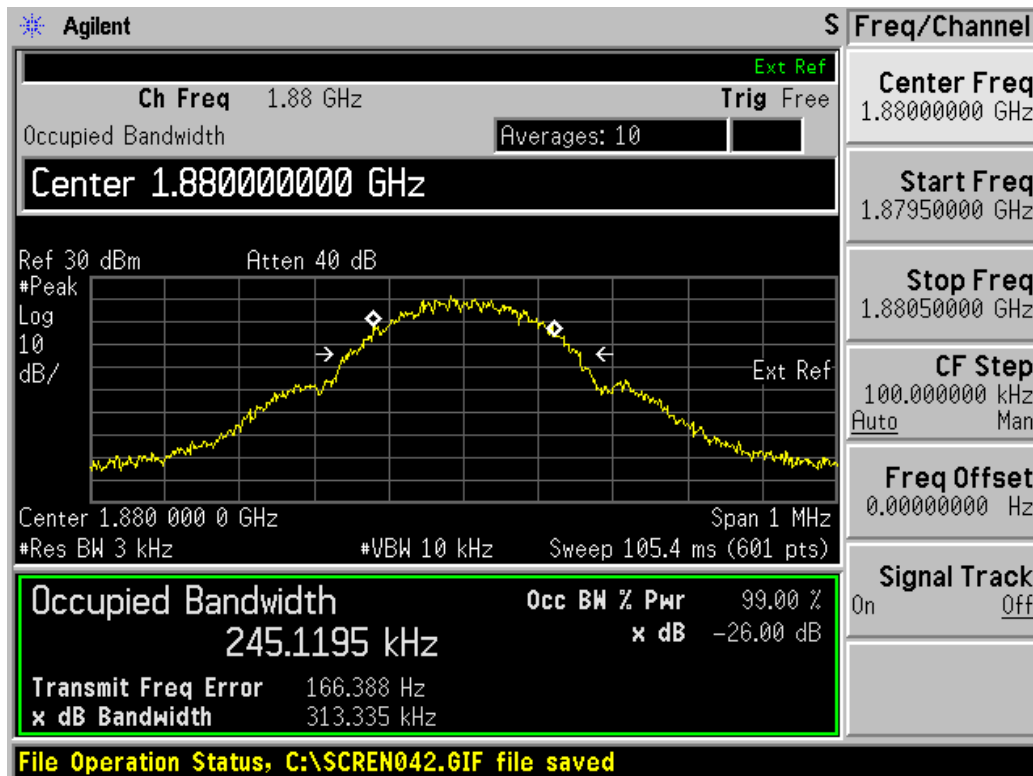 Agilent S Freq/Channel
Ext Ref
Ch Freq 1.88 GHz Trig Free
Occupied Bandwidth Averages: 10
Center 1.880000000 GHz
Ref 30 dBm Atten 40 dB
#Peak
Log
10
dB/
Ext Ref
Center 1.880 000 0 GHz Span 1 MHz
#Res BW 3 kHz #VBW 10 kHz Sweep 105.4 ms (601 pts)
Occupied Bandwidth
245.1195 kHz
Occ BW % Pwr 99.00 %
x dB -26.00 dB
Transmit Freq Error 166.388 Hz
x dB Bandwidth 313.335 kHz
Center Freq
1.88000000 GHz
Start Freq
1.87950000 GHz
Stop Freq
1.88050000 GHz
CF Step
100.000000 kHz
Auto Man
Freq Offset
0.00000000 Hz
Signal Track
On Off
File Operation Status, C:\SCREN042.GIF file saved